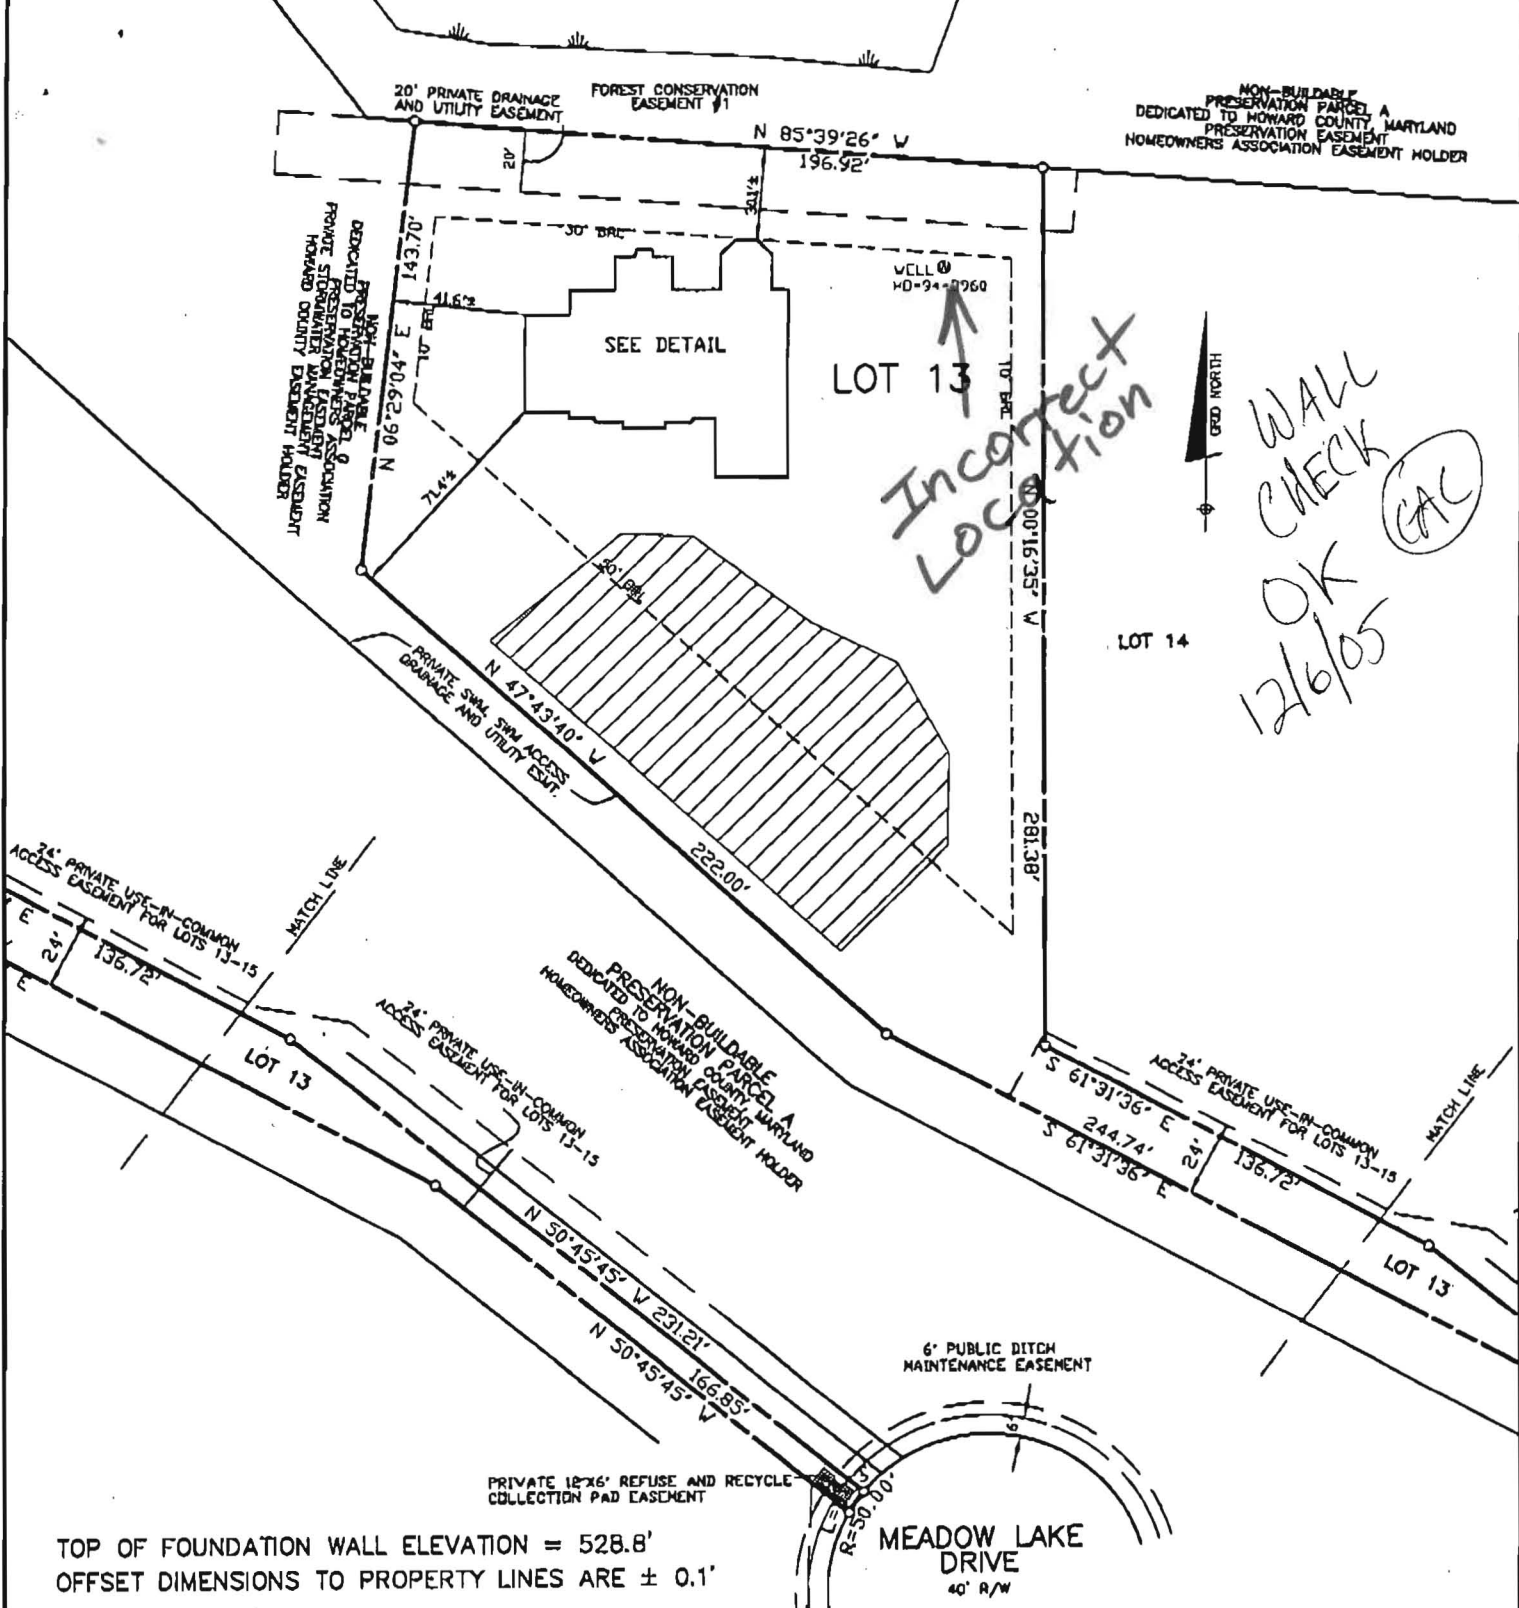 20' PRIVATE DRAINAGE
AND UTILITY EASEMENT
FOREST CONSERVATION
EASEMENT #1
N 85°39'26" W
196.92'
NON-BUILDABLE
PRESERVATION PARCEL A
DEDICATED TO HOWARD COUNTY, MARYLAND
PRESERVATION EASEMENT
HOMEOWNERS ASSOCIATION EASEMENT HOLDER
20'
30.1'±
30' BRL
143.70'
N 06°29'04" E
41.6'±
10' BRL
NON-BUILDABLE
PRESERVATION PARCEL
DEDICATED TO HOMEOWNERS ASSOCIATION
PRESERVATION EASEMENT
PRIVATE STORMWATER MANAGEMENT EASEMENT
HOWARD COUNTY EASEMENT HOLDER
SEE DETAIL
WELL
HO-94-3960
LOT 13
10' BRL
Incorrect
Location
GRID NORTH
WALL
CHECK
GAC
OK
12/6/05
71.4'±
N 00°16'35" W
281.38'
LOT 14
50' BRL
N 47°43'40" W
222.00'
PRIVATE SWM, SWM ACCESS
DRAINAGE AND UTILITY ESMT.
24' PRIVATE USE-IN-COMMON
ACCESS EASEMENT FOR LOTS 13-15
MATCH LINE
E
24'
136.72'
E
LOT 13
24' PRIVATE USE-IN-COMMON
ACCESS EASEMENT FOR LOTS 13-15
NON-BUILDABLE
PRESERVATION PARCEL A
DEDICATED TO HOWARD COUNTY, MARYLAND
PRESERVATION EASEMENT
HOMEOWNERS ASSOCIATION EASEMENT HOLDER
24' PRIVATE USE-IN-COMMON
ACCESS EASEMENT FOR LOTS 13-15
MATCH LINE
S 61°31'36" E
244.74'
S 61°31'36" E
24'
136.72'
LOT 13
N 50°45'45" W 231.21'
166.85'
N 50°45'45" W
6' PUBLIC DITCH
MAINTENANCE EASEMENT
6'
PRIVATE 12'X6' REFUSE AND RECYCLE
COLLECTION PAD EASEMENT
R=50.00'
MEADOW LAKE
DRIVE
40' R/W
TOP OF FOUNDATION WALL ELEVATION = 528.8'
OFFSET DIMENSIONS TO PROPERTY LINES ARE ± 0.1'